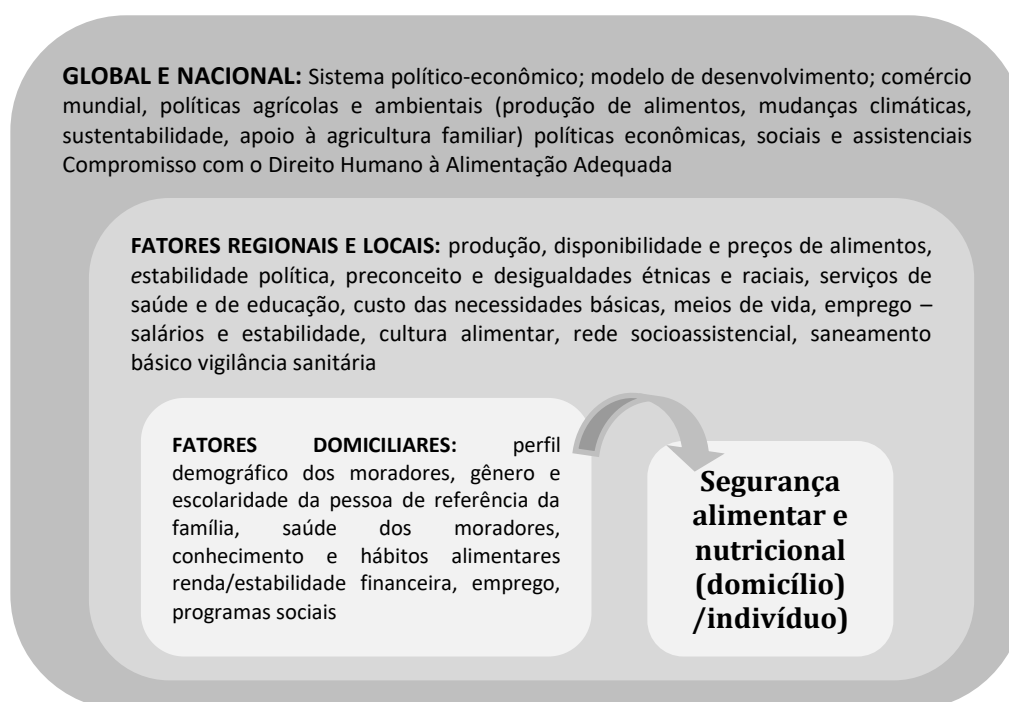 GLOBAL E NACIONAL: Sistema político-econômico; modelo de desenvolvimento; comércio
mundial, políticas agrícolas e ambientais (produção de alimentos, mudanças climáticas,
sustentabilidade, apoio à agricultura familiar) políticas econômicas, sociais e assistenciais
Compromisso com o Direito Humano à Alimentação Adequada
FATORES REGIONAIS E LOCAIS: produção, disponibilidade e preços de alimentos,
estabilidade política, preconceito e desigualdades étnicas e raciais, serviços de
saúde e de educação, custo das necessidades básicas, meios de vida, emprego –
salários e estabilidade, cultura alimentar, rede socioassistencial, saneamento
básico vigilância sanitária
FATORES DOMICILIARES: perfil
demográfico dos moradores, gênero e
escolaridade da pessoa de referência da
família, saúde dos moradores,
conhecimento e hábitos alimentares
renda/estabilidade financeira, emprego,
programas sociais
Segurança
alimentar e
nutricional
(domicílio)
/indivíduo)